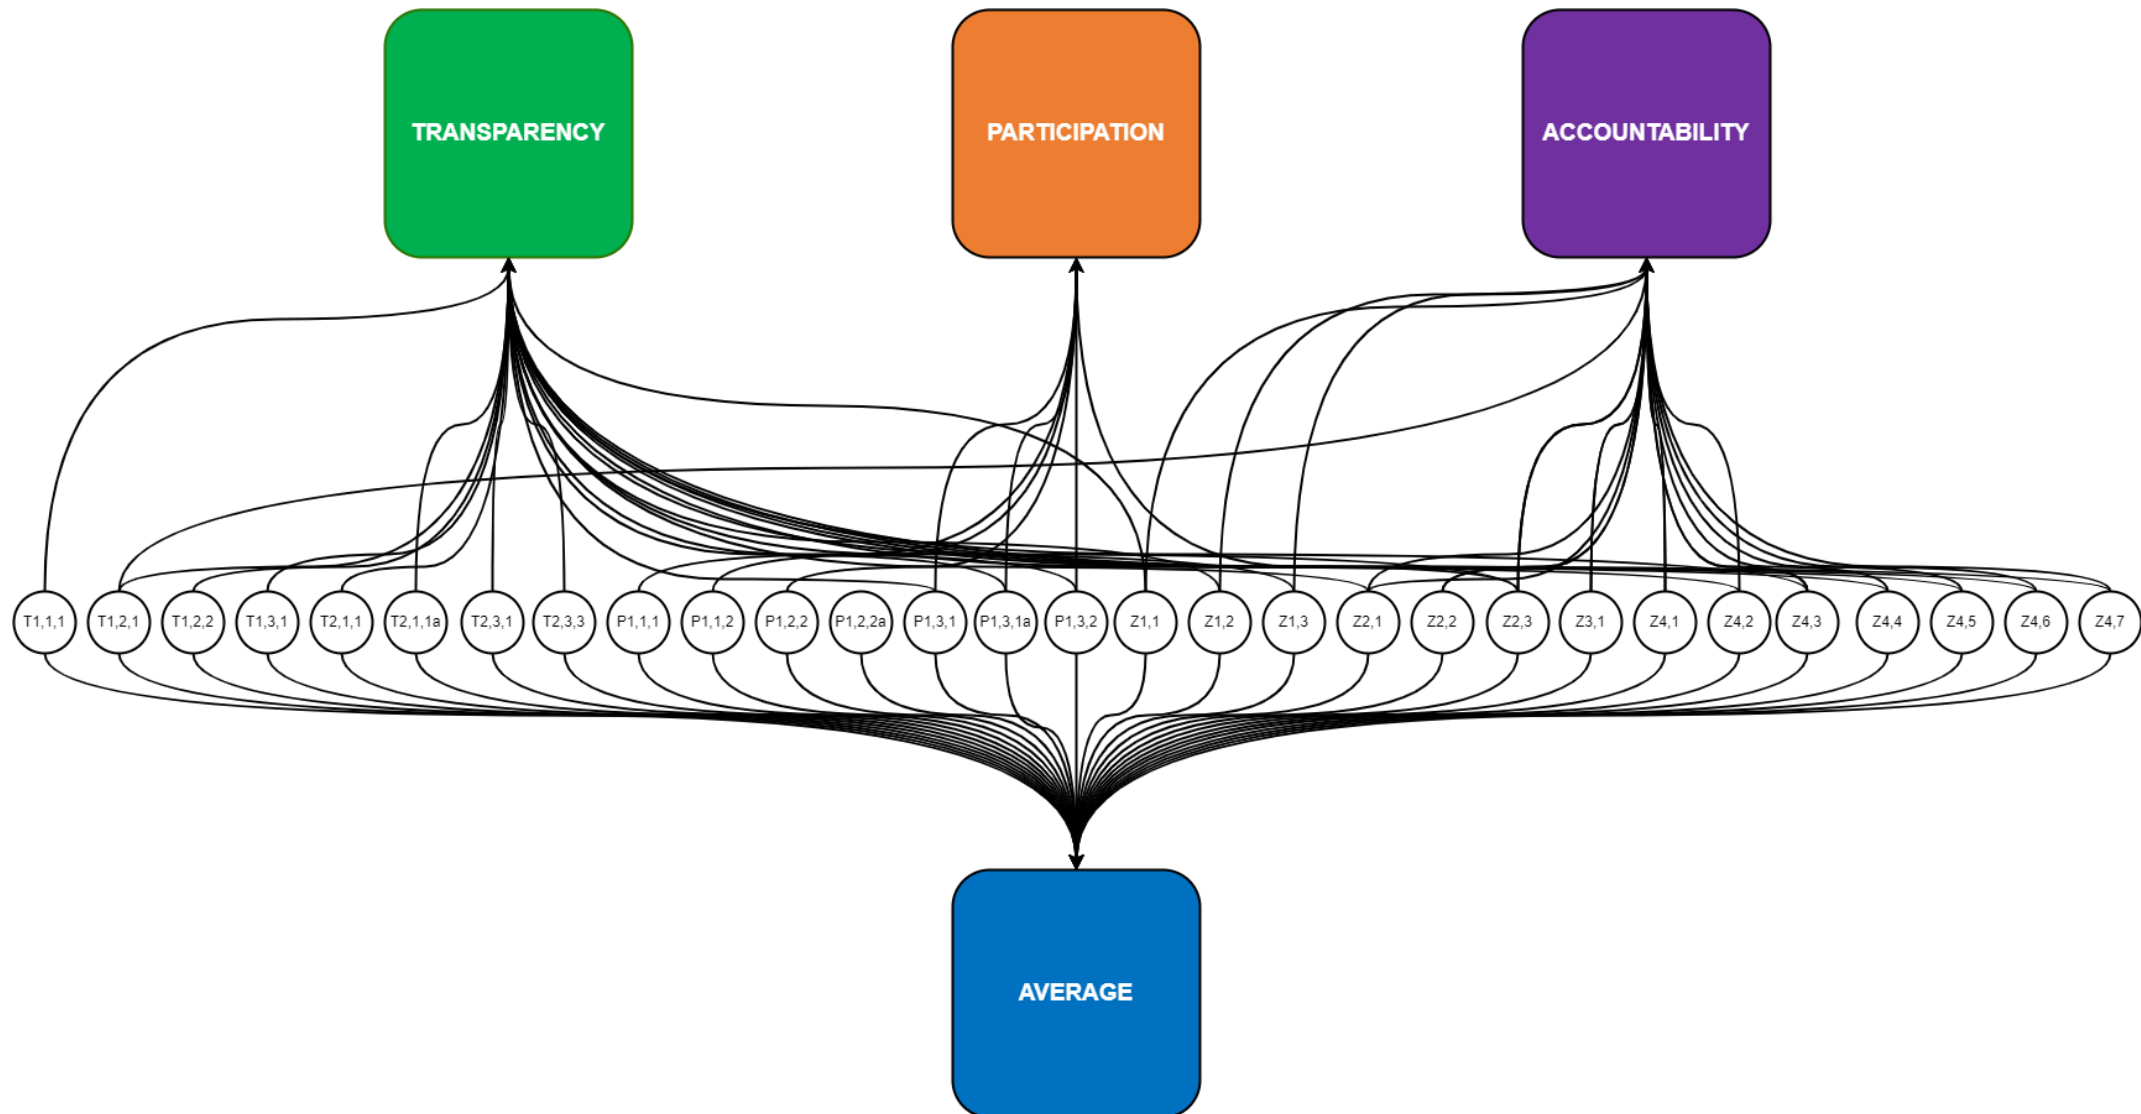 TRANSPARENCY
PARTICIPATION
ACCOUNTABILITY
T1,1,1
T1,2,1
T1,2,2
T1,3,1
T2,1,1
T2,1,1a
T2,3,1
T2,3,3
P1,1,1
P1,1,2
P1,2,2
P1,2,2a
P1,3,1
P1,3,1a
P1,3,2
Z1,1
Z1,2
Z1,3
Z2,1
Z2,2
Z2,3
Z3,1
Z4,1
Z4,2
Z4,3
Z4,4
Z4,5
Z4,6
Z4,7
AVERAGE